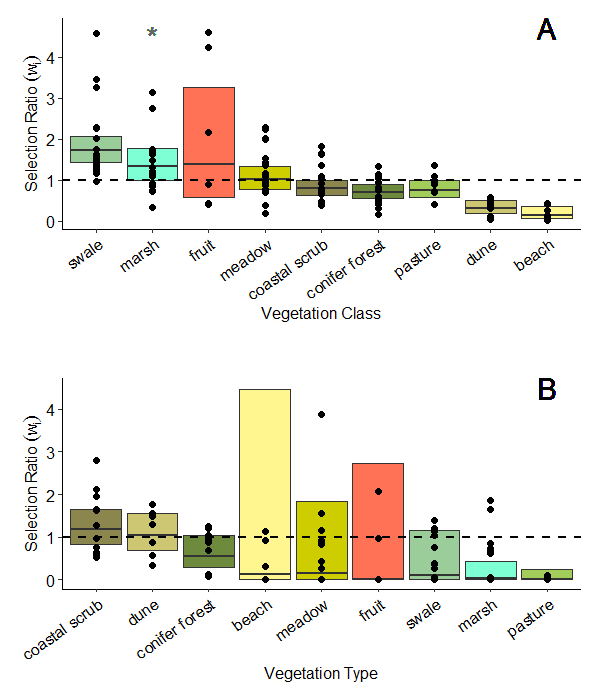 A
Selection Ratio (wi)
4
3
2
1
0
*
swale
marsh
fruit
meadow
coastal scrub
conifer forest
pasture
dune
beach
Vegetation Class
B
Selection Ratio (wi)
4
3
2
1
0
coastal scrub
dune
conifer forest
beach
meadow
fruit
swale
marsh
pasture
Vegetation Type